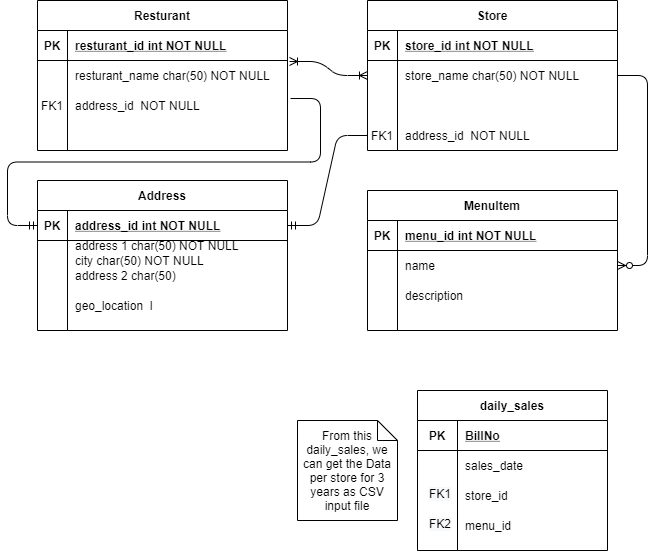 Resturant
PK resturant_id int NOT NULL
resturant_name char(50) NOT NULL
FK1 address_id NOT NULL
Store
PK store_id int NOT NULL
store_name char(50) NOT NULL
FK1 address_id NOT NULL
Address
PK address_id int NOT NULL
address 1 char(50) NOT NULL
city char(50) NOT NULL
address 2 char(50)
geo_location l
MenuItem
PK menu_id int NOT NULL
name
description
From this
daily_sales, we
can get the Data
per store for 3
years as CSV
input file
daily_sales
PK BillNo
sales_date
FK1 store_id
FK2 menu_id